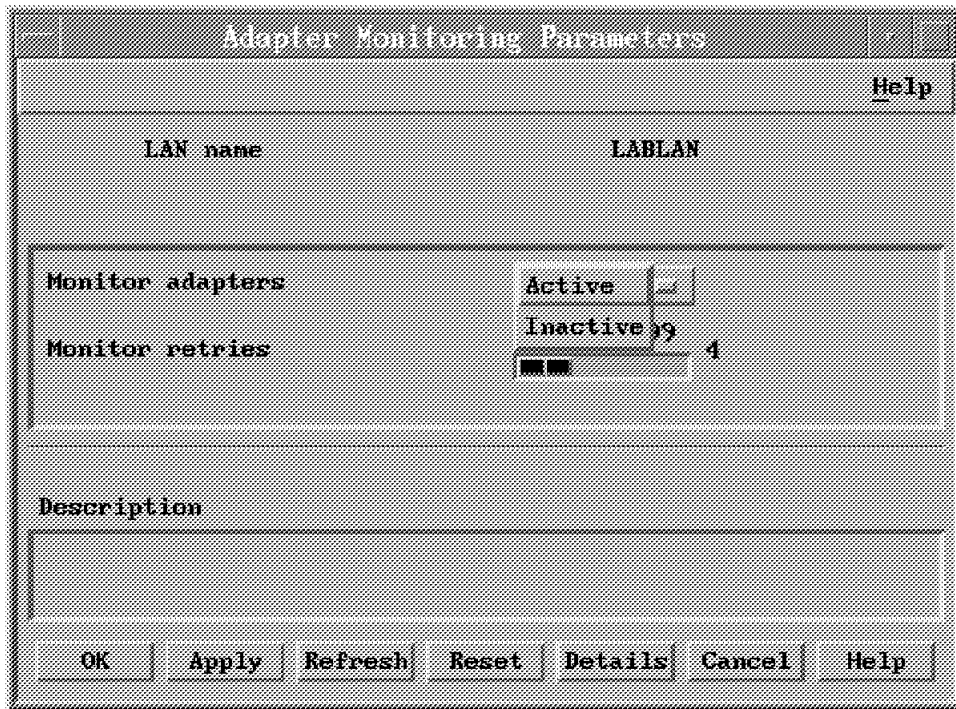 Adapter Monitoring Parameters
Help
LAN name LABLAN
Monitor adapters Active
Inactive 99
Monitor retries 4
Description
OK Apply Refresh Reset Details Cancel Help